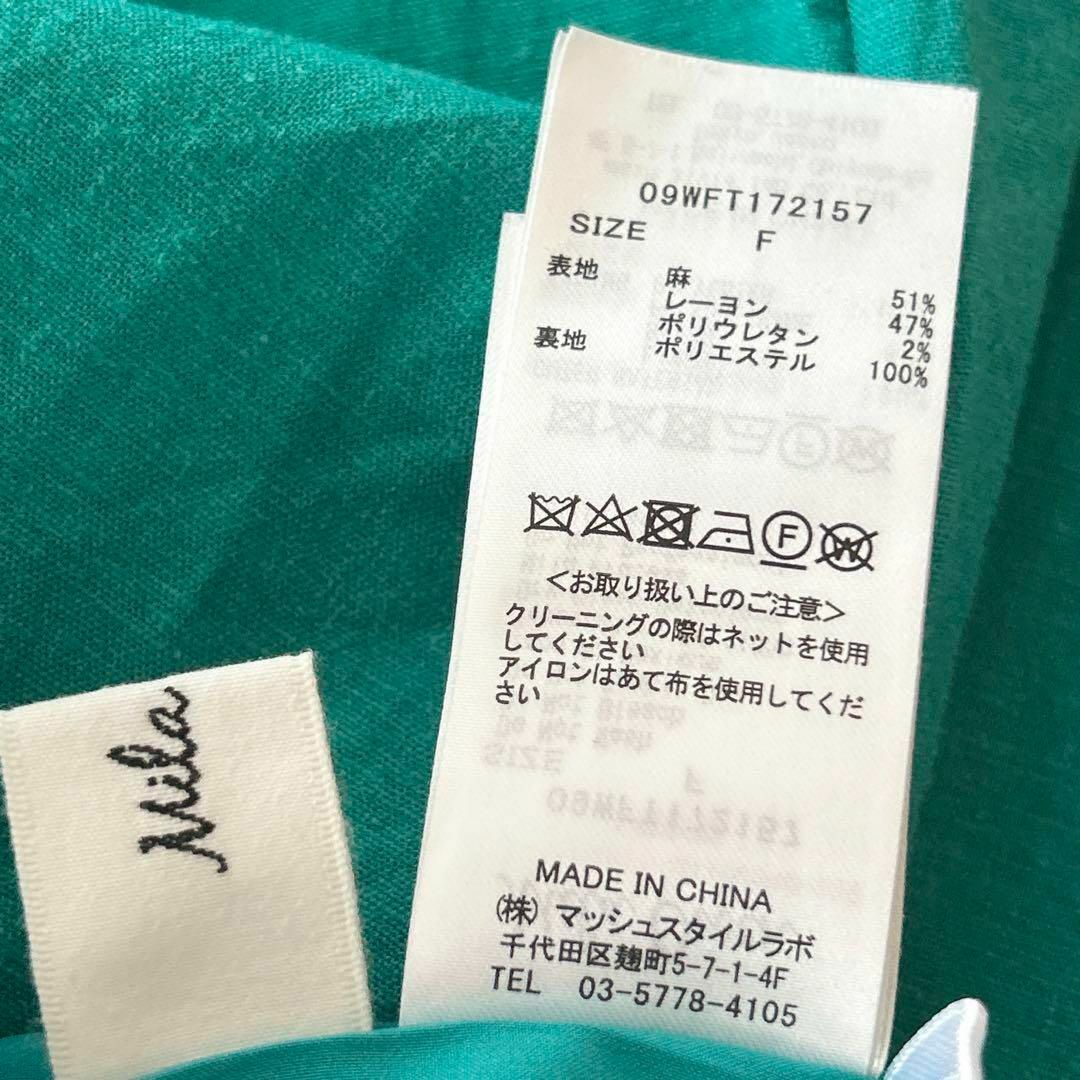 09WFT172157
SIZE F
表地 麻 51%
レーヨン 47%
ポリウレタン 2%
裏地 ポリエステル 100%
F
W
<お取り扱い上のご注意>
クリーニングの際はネットを使用
してください
アイロンはあて布を使用してくだ
さい
MADE IN CHINA
(株) マッシュスタイルラボ
千代田区麹町5-7-1-4F
TEL 03-5778-4105
Mila